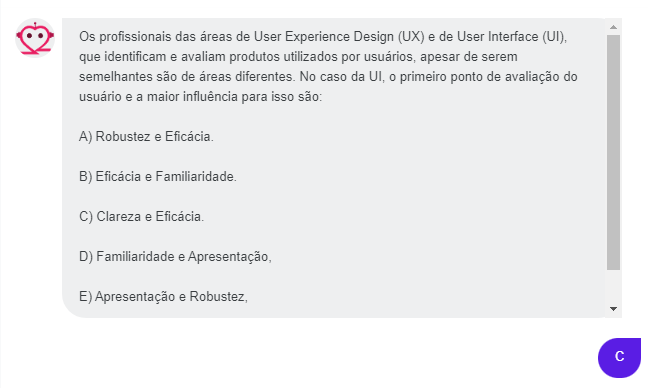 Os profissionais das áreas de User Experience Design (UX) e de User Interface (UI),
que identificam e avaliam produtos utilizados por usuários, apesar de serem
semelhantes são de áreas diferentes. No caso da UI, o primeiro ponto de avaliação do
usuário e a maior influência para isso são:
A) Robustez e Eficácia.
B) Eficácia e Familiaridade.
C) Clareza e Eficácia.
D) Familiaridade e Apresentação,
E) Apresentação e Robustez,
C